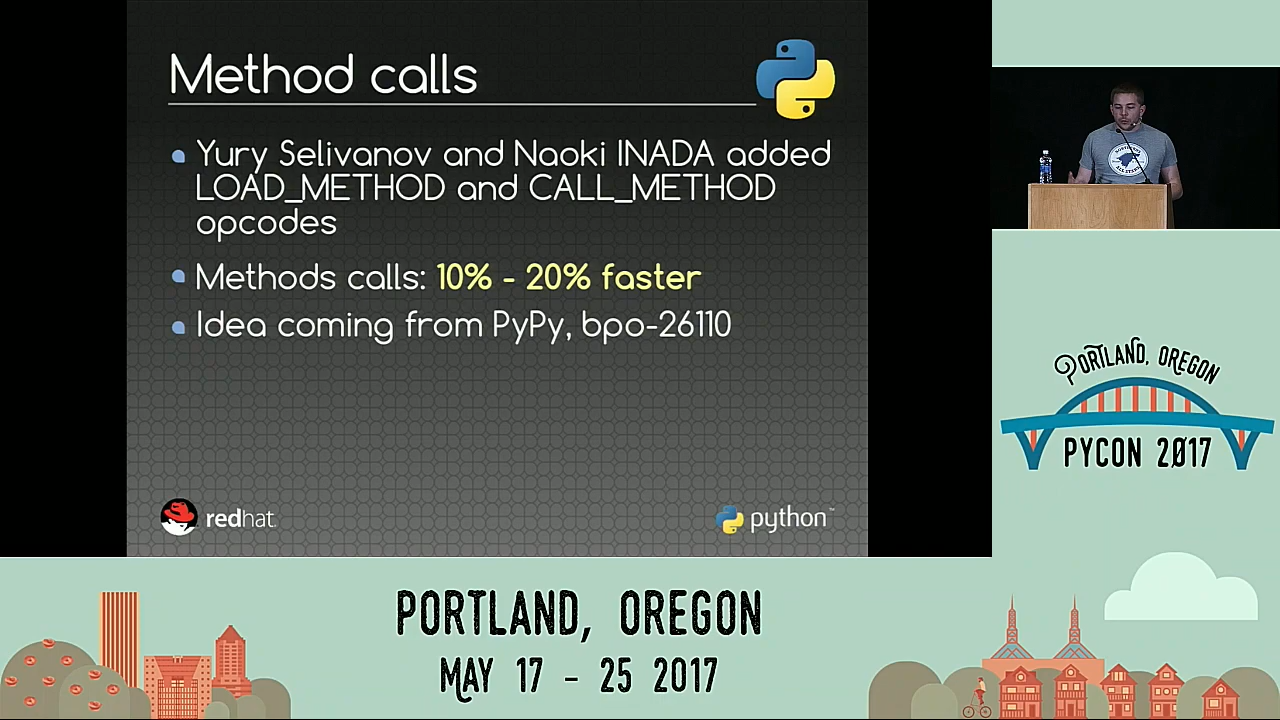 Method calls
Yury Selivanov and Naoki INADA added
LOAD_METHOD and CALL_METHOD
opcodes
Methods calls: 10% - 20% faster
Idea coming from PyPy, bpo-26110
redhat.
python™
PORTLAND, OREGON
PYCON 2017
PORTLAND, OREGON
MAY 17 - 25 2017